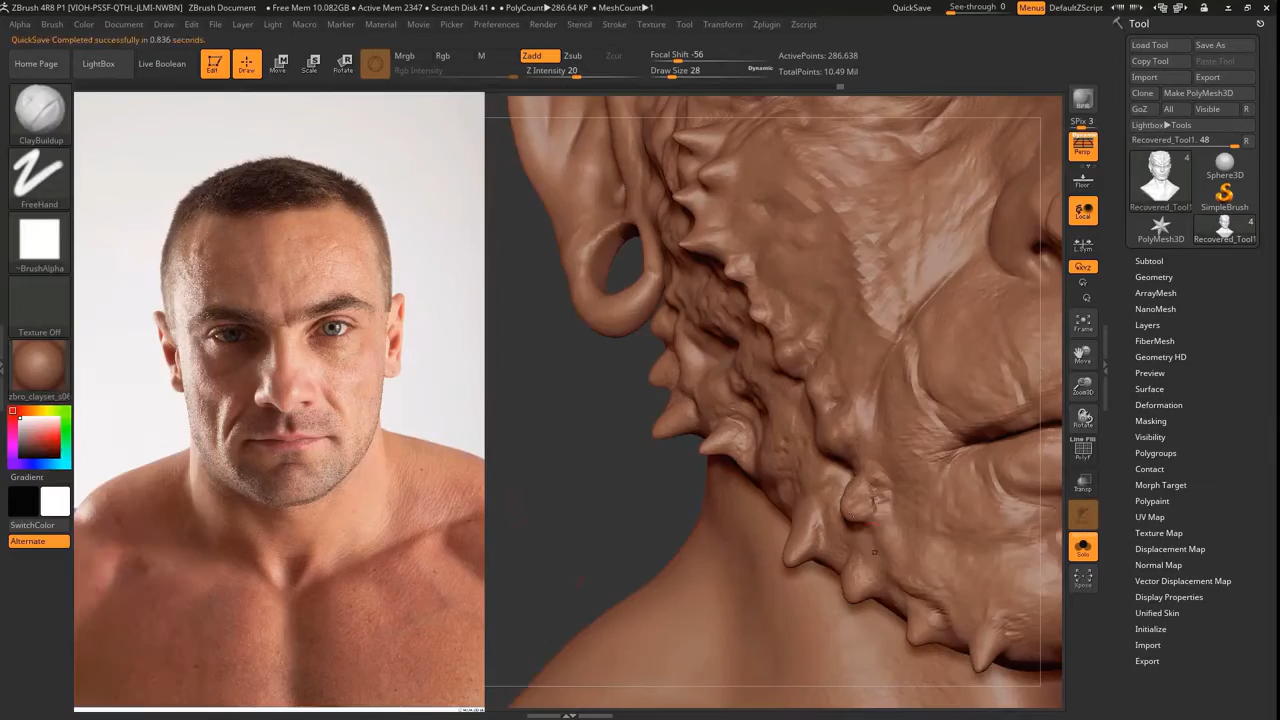 ZBrush 4R8 P1 [VIOH-PSSF-QTHL-JLMI-NWBN] ZBrush Document • Free Mem 10.082GB • Active Mem 2347 • Scratch Disk 41 • PolyCount▶286.64 KP • MeshCount▶1
QuickSave See-through 0 Menus DefaultZScript
Alpha Brush Color Document Draw Edit File Layer Light Macro Marker Material Movie Picker Preferences Render Stencil Stroke Texture Tool Transform Zplugin Zscript
QuickSave Completed successfully in 0.836 seconds.
Home Page LightBox Live Boolean
Edit Draw Move Scale Rotate
Mrgb Rgb M
Rgb Intensity
Zadd Zsub Zcut
Z Intensity 20
Focal Shift -56
Draw Size 28 Dynamic
ActivePoints: 286,638
TotalPoints: 10.49 Mil
ClayBuildup
FreeHand
~BrushAlpha
Texture Off
zbro_clayset_s06
Gradient
SwitchColor
Alternate
SPix 3
Dynamic
Persp
Floor
Local
L.Sym
XYZ
Frame
Move
Zoom3D
Rotate
Line Fill
PolyF
Transp
Solo
Xpose
Tool
Load Tool Save As
Copy Tool Paste Tool
Import Export
Clone Make PolyMesh3D
GoZ All Visible R
Lightbox▶Tools
Recovered_Tool1. 48 R
4
Recovered_Tool1
Sphere3D
SimpleBrush
PolyMesh3D
4
Recovered_Tool1
Subtool
Geometry
ArrayMesh
NanoMesh
Layers
FiberMesh
Geometry HD
Preview
Surface
Deformation
Masking
Visibility
Polygroups
Contact
Morph Target
Polypaint
UV Map
Texture Map
Displacement Map
Normal Map
Vector Displacement Map
Display Properties
Unified Skin
Initialize
Import
Export